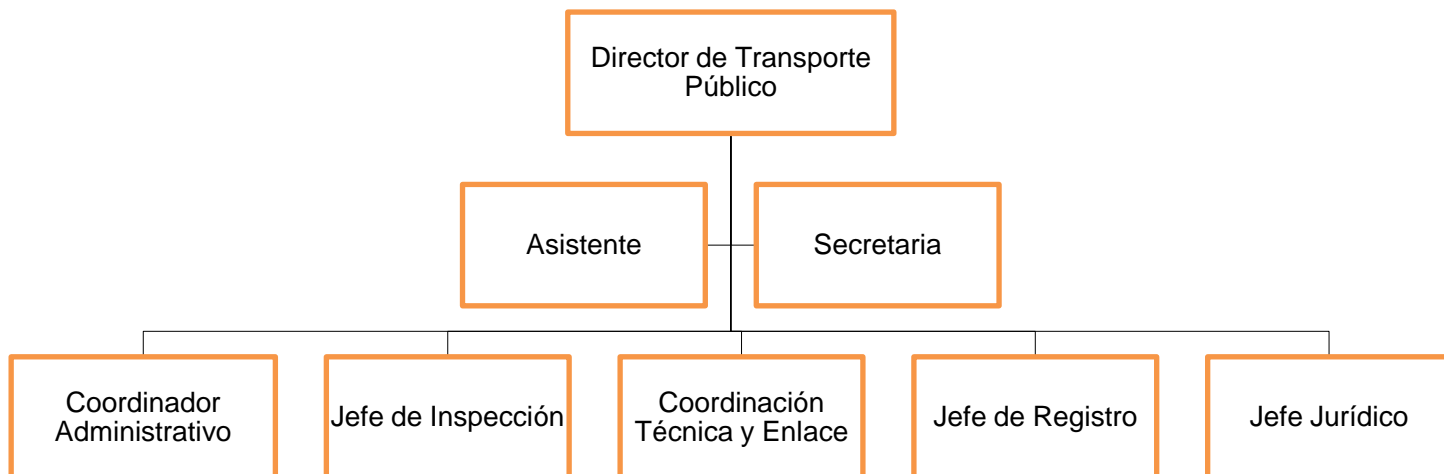 Director de Transporte
Público
Asistente
Secretaria
Coordinador
Administrativo
Jefe de Inspección
Coordinación
Técnica y Enlace
Jefe de Registro
Jefe Jurídico